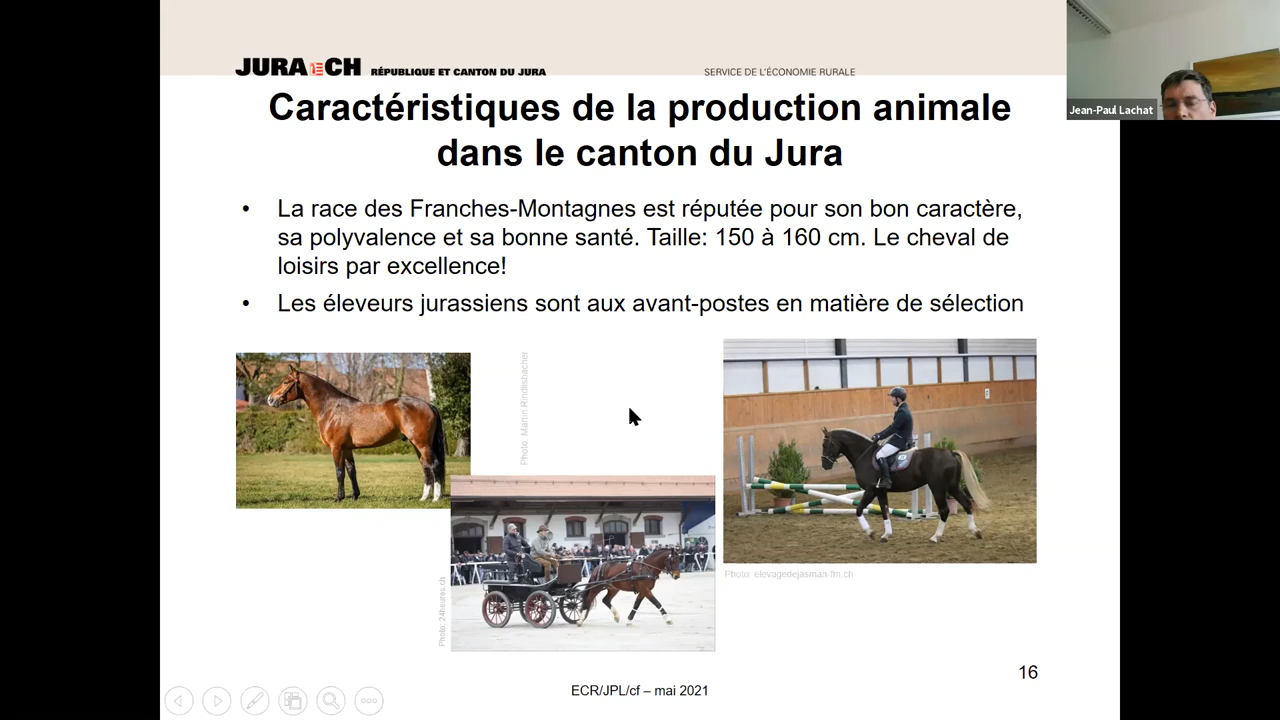 JURA CH RÉPUBLIQUE ET CANTON DU JURA
SERVICE DE L'ÉCONOMIE RURALE
Jean-Paul Lachat
Caractéristiques de la production animale
dans le canton du Jura
• La race des Franches-Montagnes est réputée pour son bon caractère,
sa polyvalence et sa bonne santé. Taille: 150 à 160 cm. Le cheval de
loisirs par excellence!
• Les éleveurs jurassiens sont aux avant-postes en matière de sélection
Photo: Martin Rindlisbacher
Photo: 24heures.ch
Photo: elevagedejasman-fm.ch
16
ECR/JPL/cf – mai 2021